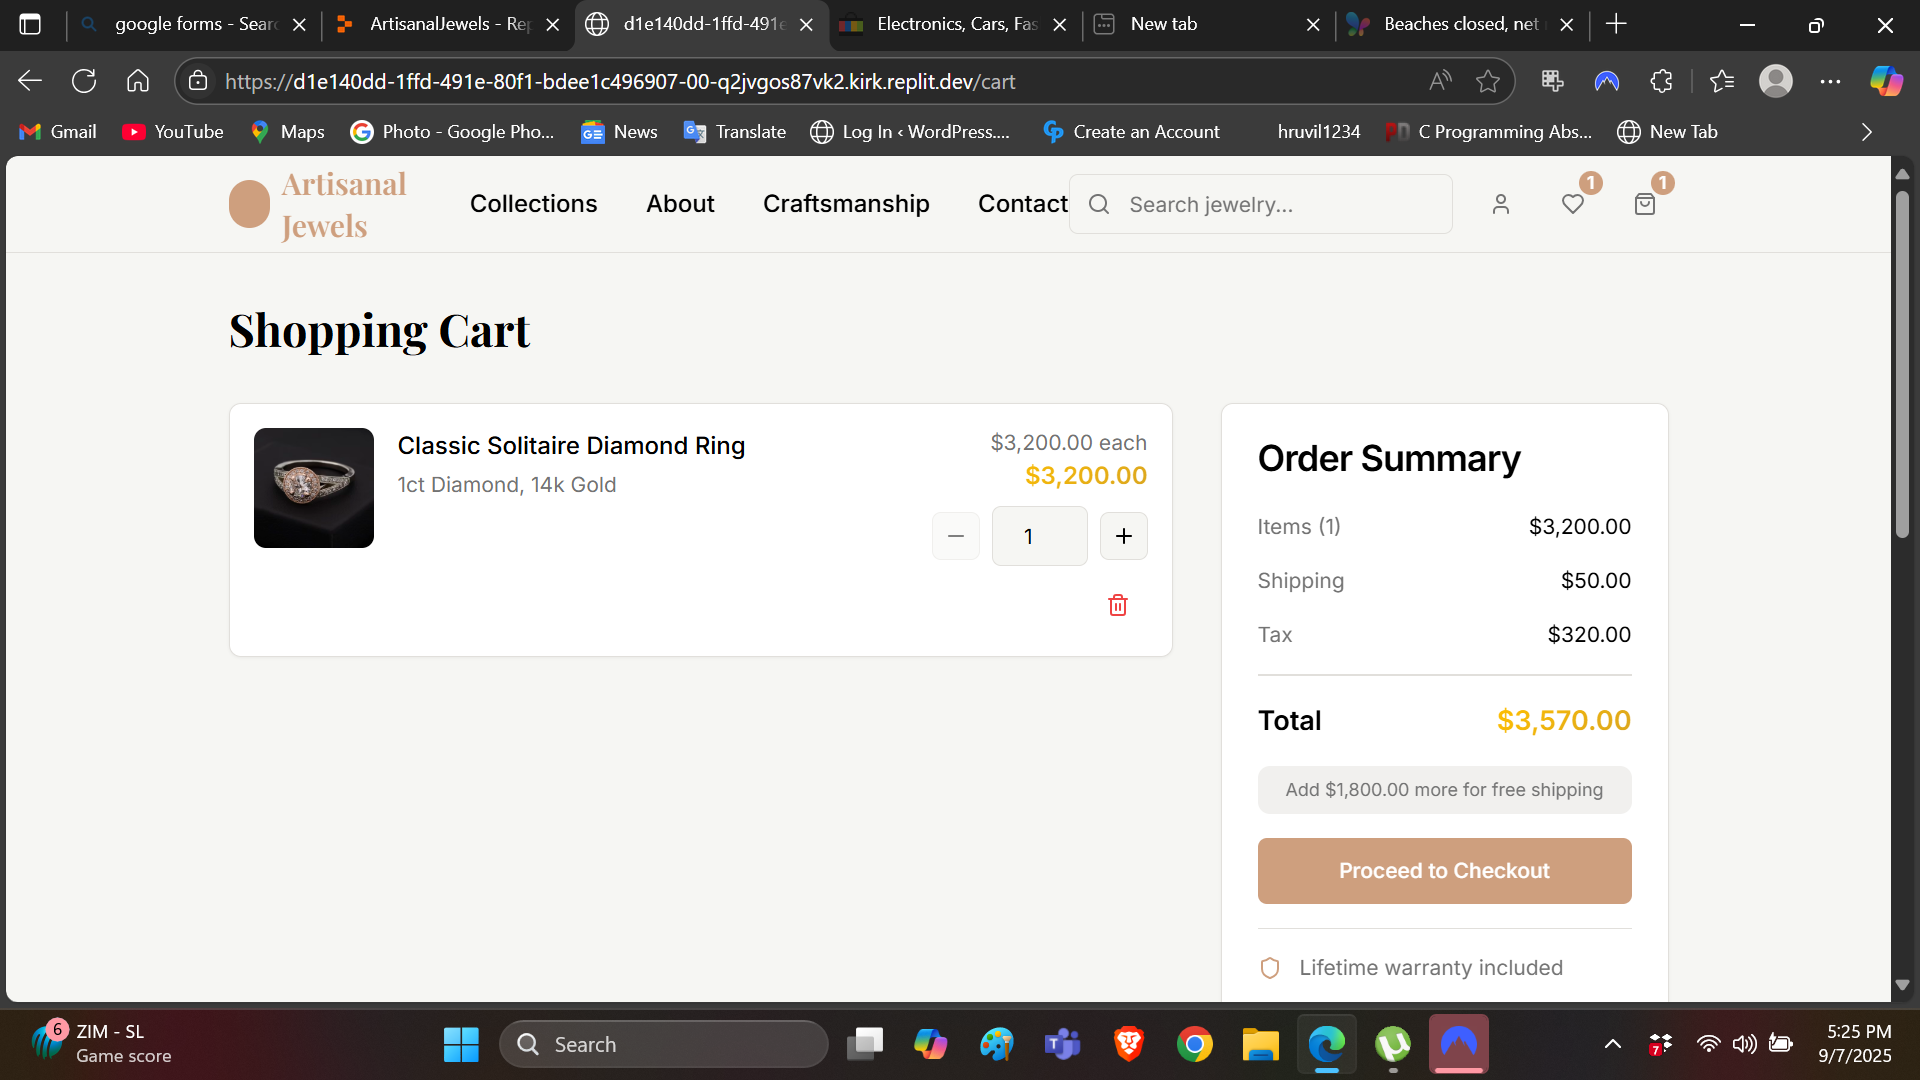 google forms - Sear
ArtisanalJewels - Rep
d1e140dd-1ffd-491e
Electronics, Cars, Fas
New tab
Beaches closed, net
https://d1e140dd-1ffd-491e-80f1-bdee1c496907-00-q2jvgos87vk2.kirk.replit.dev/cart
Gmail
YouTube
Maps
Photo - Google Pho...
News
Translate
Log In ‹ WordPress....
Create an Account
hruvil1234
C Programming Abs...
New Tab
Artisanal
Jewels
Collections
About
Craftsmanship
Contact
Search jewelry...
1
1
Shopping Cart
Classic Solitaire Diamond Ring
1ct Diamond, 14k Gold
$3,200.00 each
$3,200.00
1
Order Summary
Items (1) $3,200.00
Shipping $50.00
Tax $320.00
Total $3,570.00
Add $1,800.00 more for free shipping
Proceed to Checkout
Lifetime warranty included
6
ZIM - SL
Game score
Search
7
5:25 PM
9/7/2025